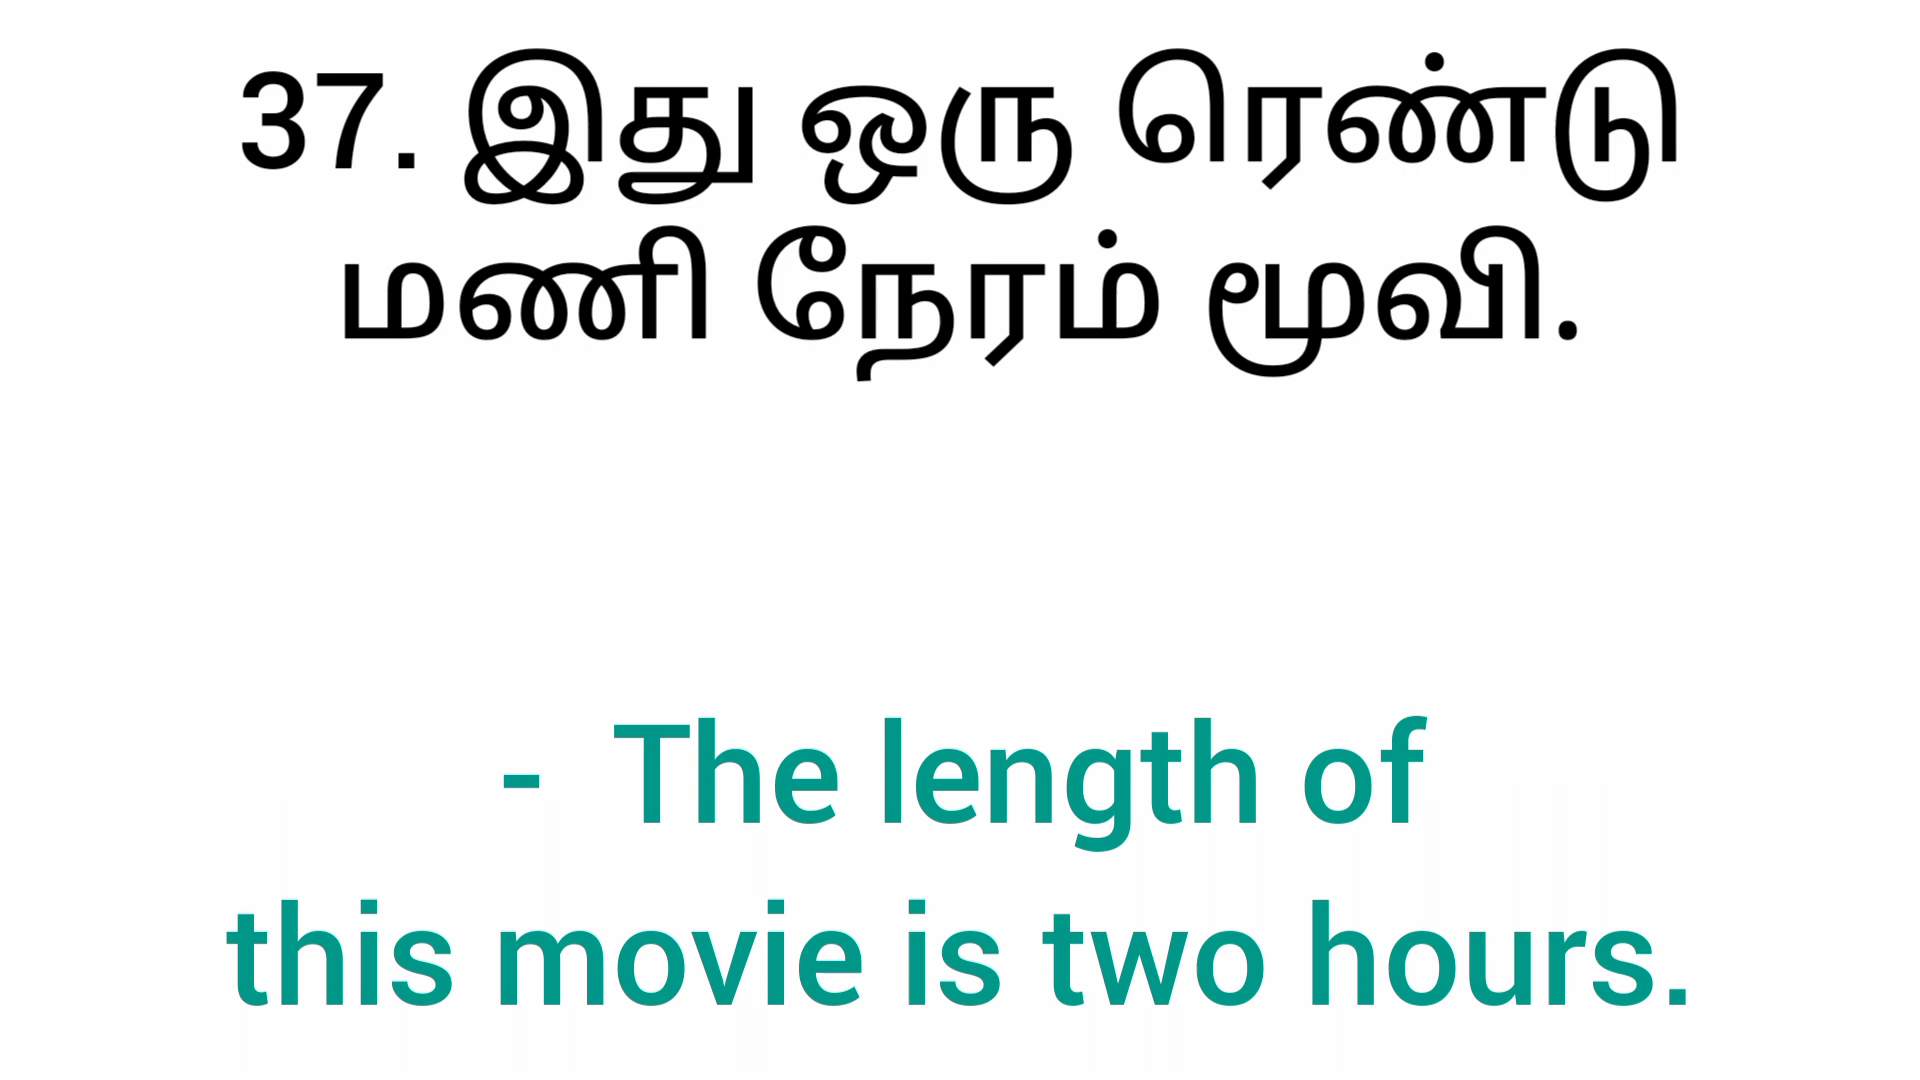 37. இது ஒரு ரெண்டு
மணி நேரம் மூவி.
- The length of
this movie is two hours.